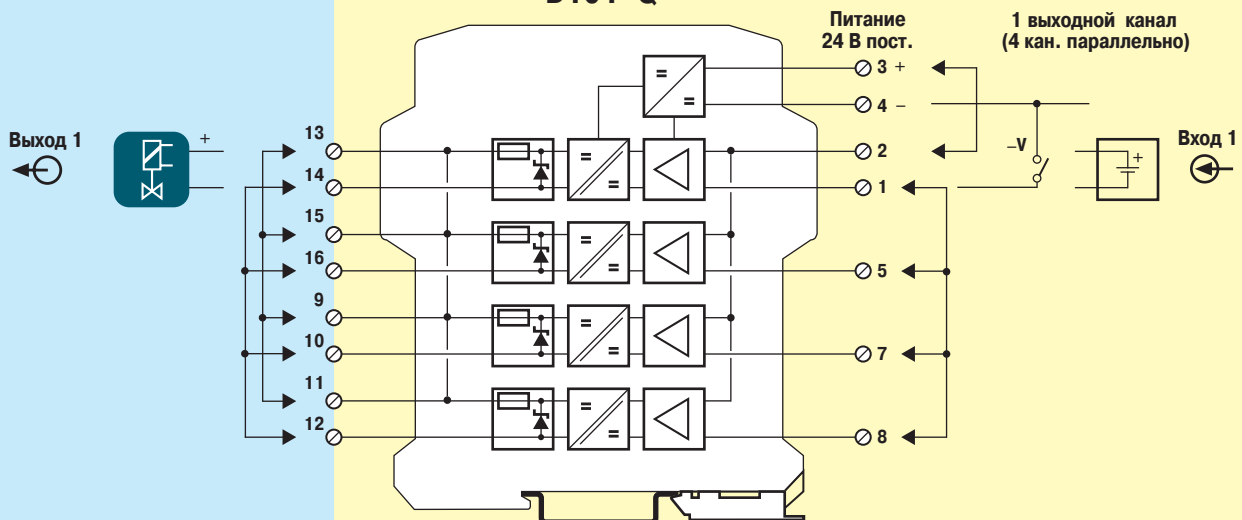 Питание
24 В пост.
1 выходной канал
(4 кан. параллельно)
3 +
4 –
Выход 1
+
13
2
–V
+
Вход 1
14
1
15
16
5
9
10
7
11
12
8